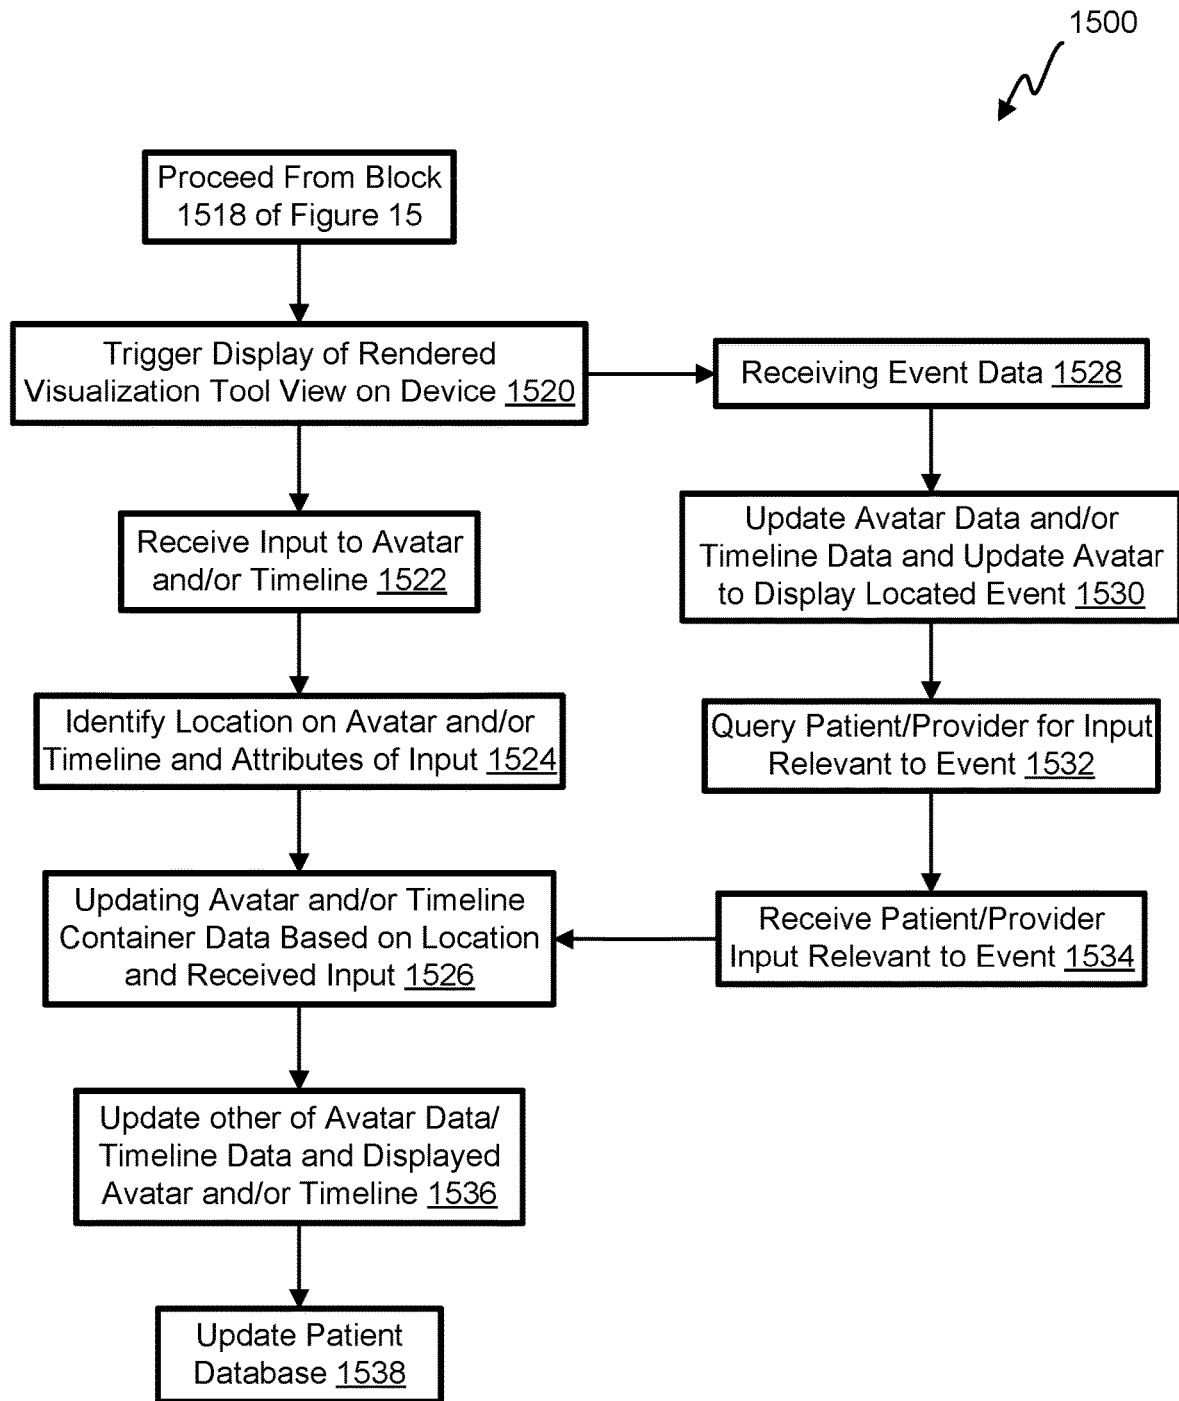 1500
Proceed From Block
1518 of Figure 15
Trigger Display of Rendered
Visualization Tool View on Device 1520
Receiving Event Data 1528
Receive Input to Avatar
and/or Timeline 1522
Update Avatar Data and/or
Timeline Data and Update Avatar
to Display Located Event 1530
Identify Location on Avatar and/or
Timeline and Attributes of Input 1524
Query Patient/Provider for Input
Relevant to Event 1532
Updating Avatar and/or Timeline
Container Data Based on Location
and Received Input 1526
Receive Patient/Provider
Input Relevant to Event 1534
Update other of Avatar Data/
Timeline Data and Displayed
Avatar and/or Timeline 1536
Update Patient
Database 1538